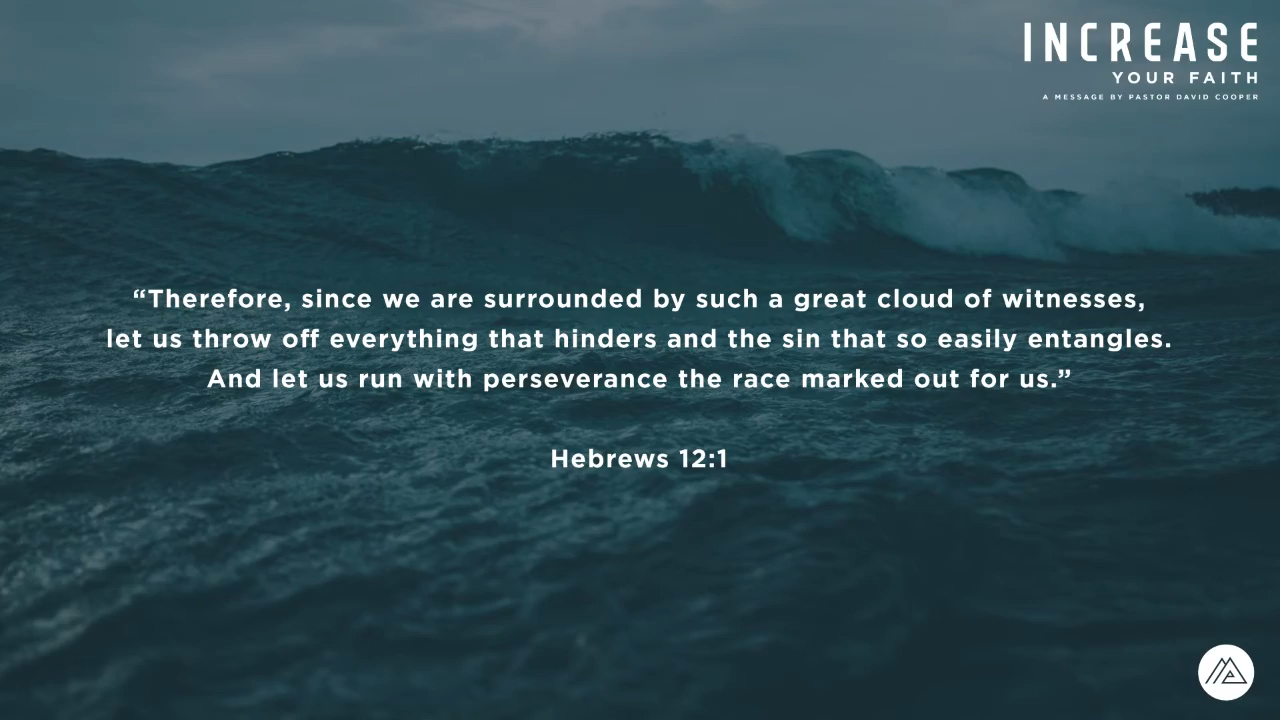 INCREASE
YOUR FAITH
A MESSAGE BY PASTOR DAVID COOPER
“Therefore, since we are surrounded by such a great cloud of witnesses,
let us throw off everything that hinders and the sin that so easily entangles.
And let us run with perseverance the race marked out for us.”
Hebrews 12:1